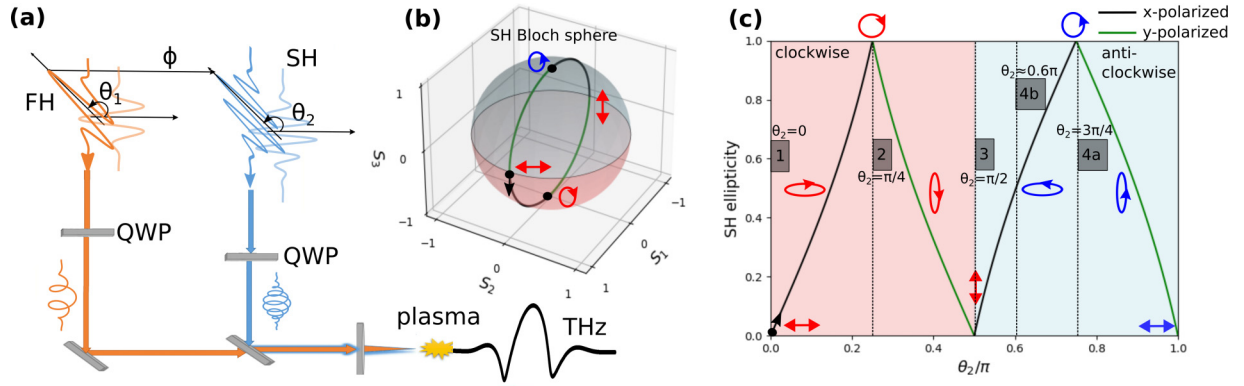 (a)
ϕ
SH
FH
θ₁
θ₂
QWP
QWP
plasma
THz
(b)
SH Bloch sphere
1
0
−1
S₃
−1
0
1
S₂
−1
0
1
S₁
(c)
x-polarized
y-polarized
clockwise
anti-
clockwise
θ₂≈0.6π
4b
θ₂=0
θ₂=3π/4
1
2
3
4a
θ₂=π/4
θ₂=π/2
SH ellipticity
1.0
0.8
0.6
0.4
0.2
0.0
0.0
0.2
0.4
0.6
0.8
1.0
θ₂/π